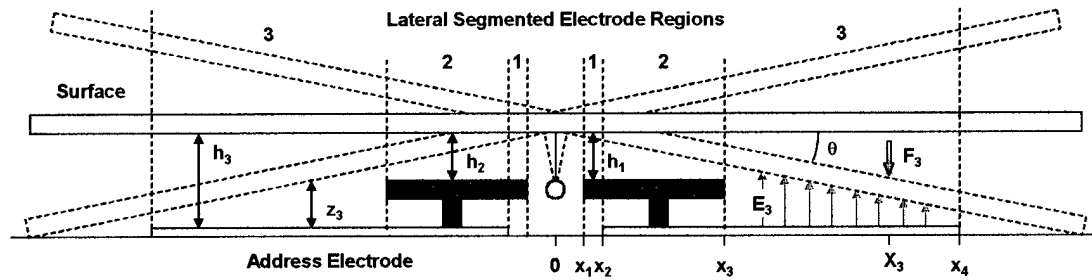 Lateral Segmented Electrode Regions
3 3
2 1 1 2
Surface
h₃ h₂ h₁ θ F₃
z₃ E₃
Address Electrode 0 x₁ x₂ x₃ X₃ x₄